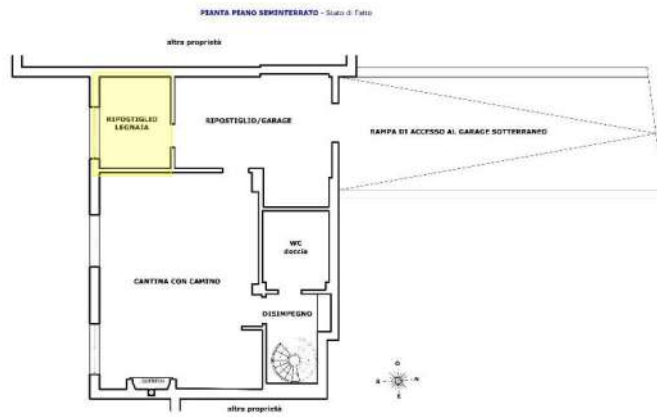 PIANTA PIANO SEMINTERRATO - Stato di Fatto
altra proprietà
RIPOSTIGLIO
LEGNAIA
RIPOSTIGLIO/GARAGE
RAMPA DI ACCESSO AL GARAGE SOTTERRANEO
WC
doccia
CANTINA CON CAMINO
DISIMPEGNO
O
S
N
E
altra proprietà